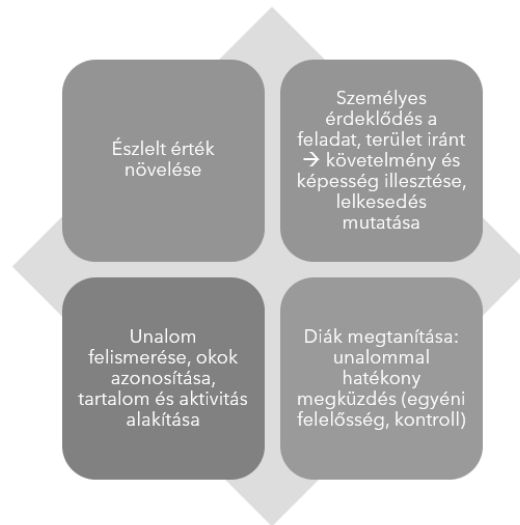 Észlelt érték
növelése
Személyes
érdeklődés a
feladat, terület iránt
→ követelmény és
képesség illesztése,
lelkesedés
mutatása
Unalom
felismerése, okok
azonosítása,
tartalom és aktivitás
alakítása
Diák megtanítása:
unalommal
hatékony
megküzdés (egyéni
felelősség, kontroll)